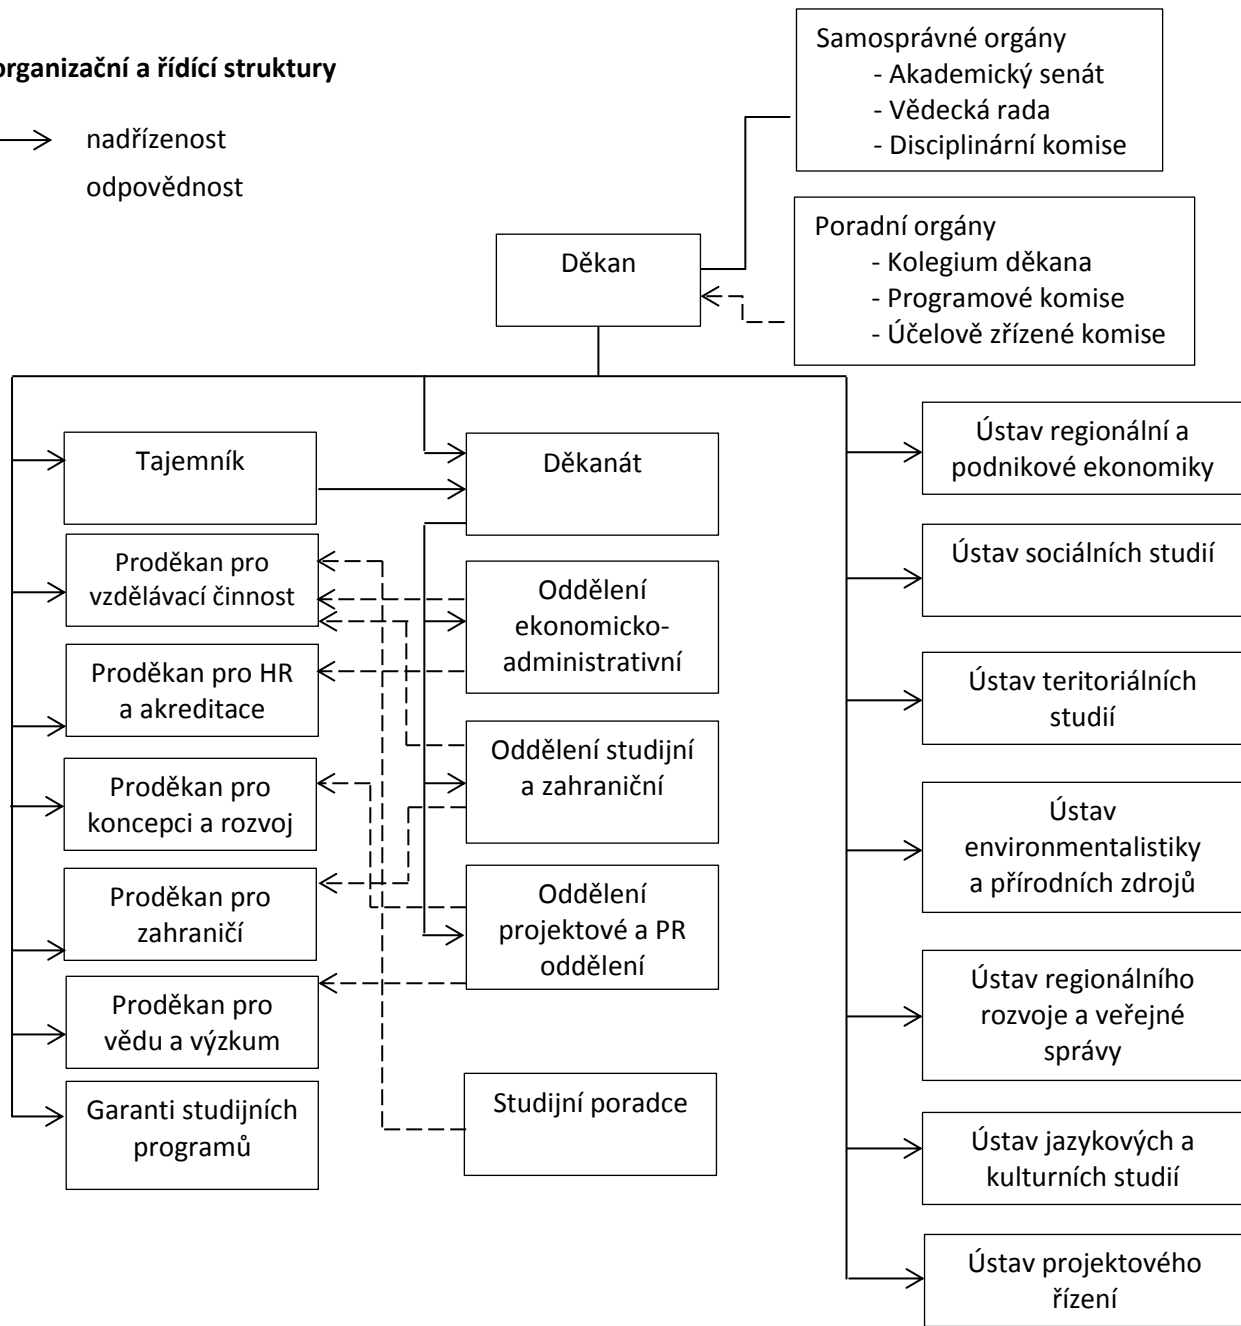 organizační a řídící struktury
nadřízenost
odpovědnost
Samosprávné orgány
- Akademický senát
- Vědecká rada
- Disciplinární komise
Děkan
Poradní orgány
- Kolegium děkana
- Programové komise
- Účelově zřízené komise
Tajemník
Proděkan pro
vzdělávací činnost
Proděkan pro HR
a akreditace
Proděkan pro
koncepci a rozvoj
Proděkan pro
zahraničí
Proděkan pro
vědu a výzkum
Garanti studijních
programů
Děkanát
Oddělení
ekonomicko-
administrativní
Oddělení studijní
a zahraniční
Oddělení
projektové a PR
oddělení
Studijní poradce
Ústav regionální a
podnikové ekonomiky
Ústav sociálních studií
Ústav teritoriálních
studií
Ústav
environmentalistiky
a přírodních zdrojů
Ústav regionálního
rozvoje a veřejné
správy
Ústav jazykových a
kulturních studií
Ústav projektového
řízení